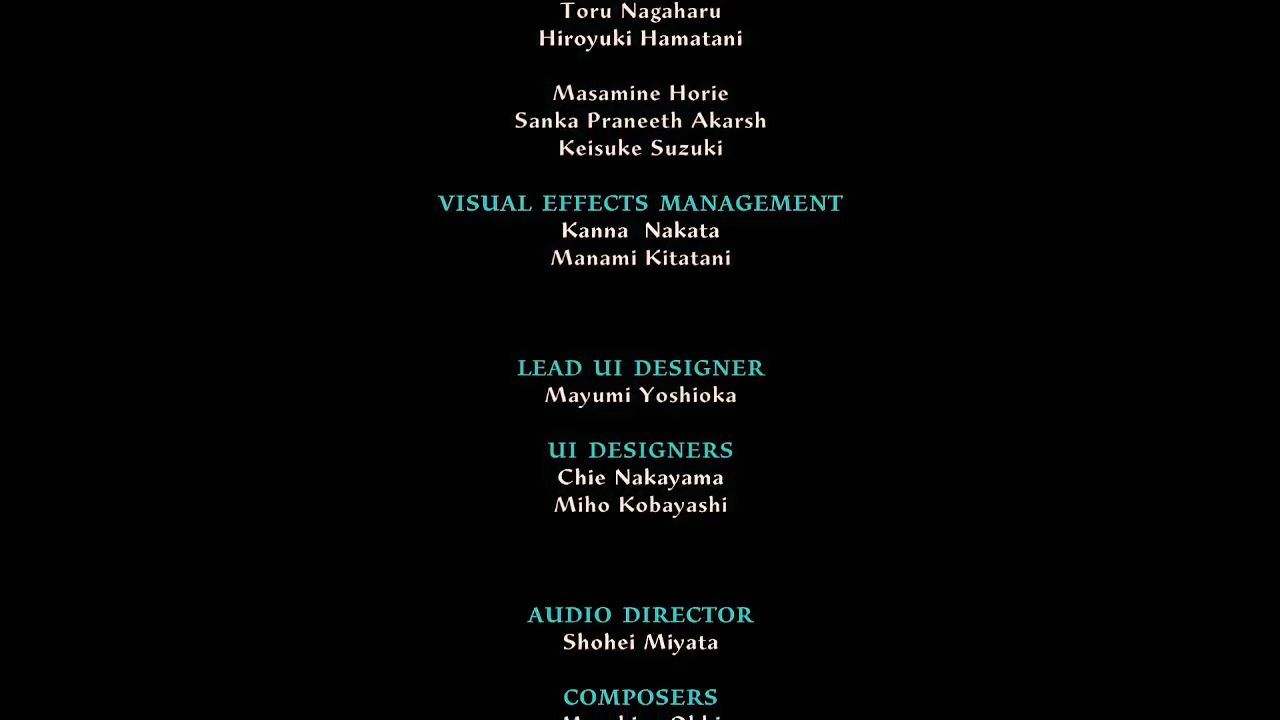 Toru Nagaharu
Hiroyuki Hamatani
Masamine Horie
Sanka Praneeth Akarsh
Keisuke Suzuki
VISUAL EFFECTS MANAGEMENT
Kanna  Nakata
Manami Kitatani
LEAD UI DESIGNER
Mayumi Yoshioka
UI DESIGNERS
Chie Nakayama
Miho Kobayashi
AUDIO DIRECTOR
Shohei Miyata
COMPOSERS